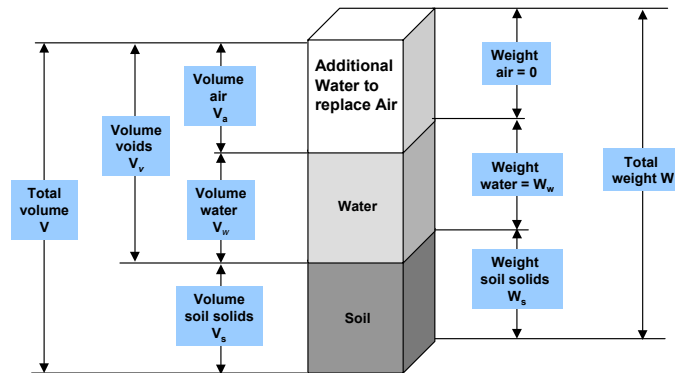 Total
volume
V
Volume
voids
Vv
Volume
air
Va
Volume
water
Vw
Volume
soil solids
Vs
Additional
Water to
replace Air
Water
Soil
Weight
air = 0
Weight
water = Ww
Weight
soil solids
Ws
Total
weight W